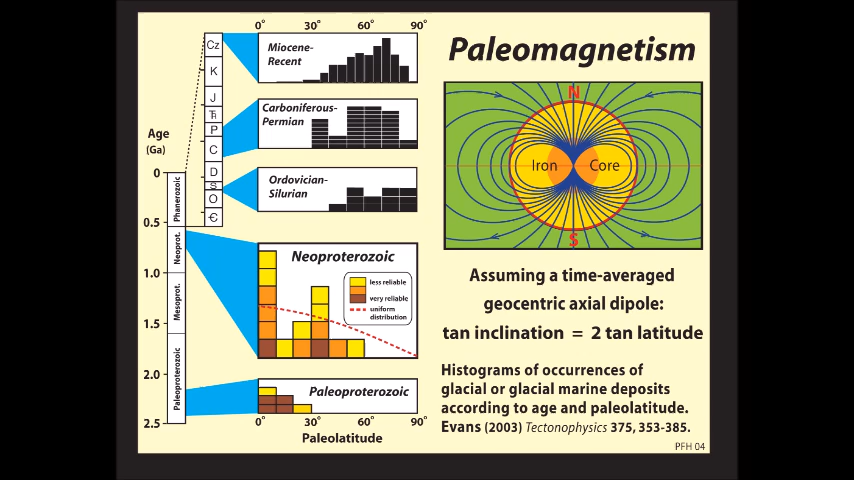 0° 30° 60° 90°
Cz
K
J
Tr
P
C
D
S
O
Є
Miocene-
Recent
Carboniferous-
Permian
Ordovician-
Silurian
Age
(Ga)
0
0.5
1.0
1.5
2.0
2.5
Phanerozoic
Neoprot.
Mesoprot.
Paleoproterozoic
Neoproterozoic
less reliable
very reliable
uniform
distribution
Paleoproterozoic
0° 30° 60° 90°
Paleolatitude
Paleomagnetism
N
Iron Core
S
Assuming a time-averaged
geocentric axial dipole:
tan inclination = 2 tan latitude
Histograms of occurrences of
glacial or glacial marine deposits
according to age and paleolatitude.
Evans (2003) Tectonophysics 375, 353-385.
PFH 04